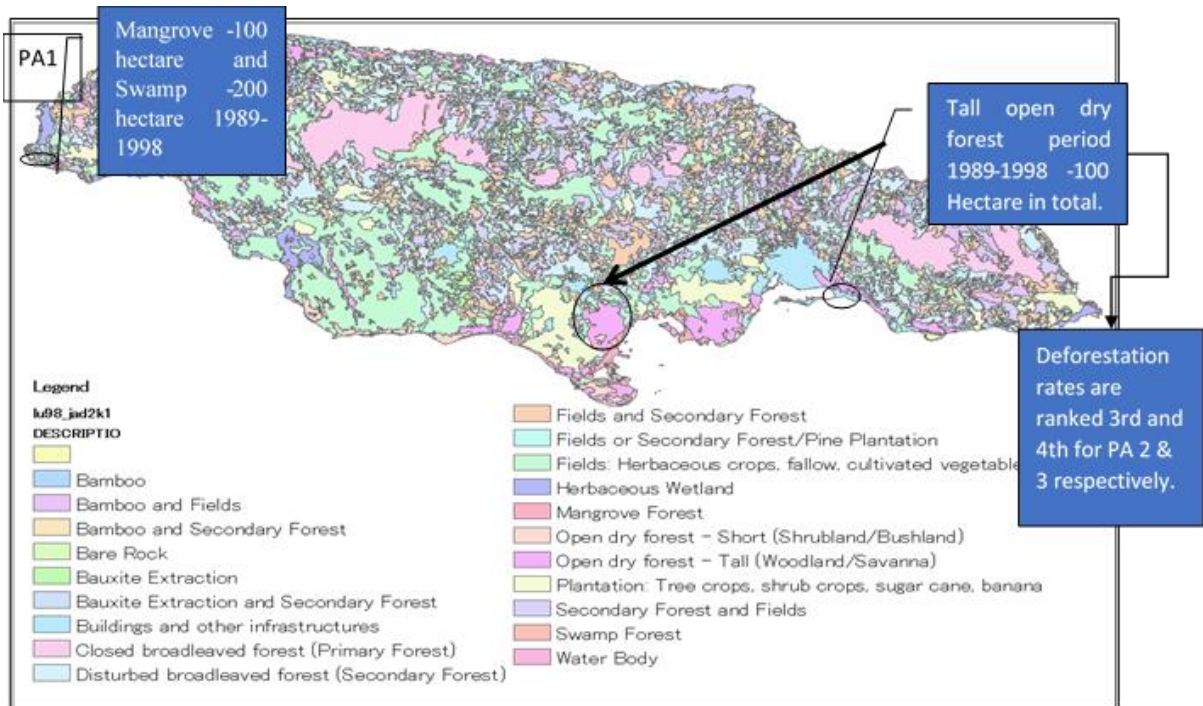 PA1
Mangrove -100
hectare and
Swamp -200
hectare 1989-
1998
Tall open dry
forest period
1989-1998 -100
Hectare in total.
Deforestation
rates are
ranked 3rd and
4th for PA 2 &
3 respectively.
Legend
lu98_jad2k1
DESCRIPTIO
Bamboo
Bamboo and Fields
Bamboo and Secondary Forest
Bare Rock
Bauxite Extraction
Bauxite Extraction and Secondary Forest
Buildings and other infrastructures
Closed broadleaved forest (Primary Forest)
Disturbed broadleaved forest (Secondary Forest)
Fields and Secondary Forest
Fields or Secondary Forest/Pine Plantation
Fields: Herbaceous crops, fallow, cultivated vegetable
Herbaceous Wetland
Mangrove Forest
Open dry forest - Short (Shrubland/Bushland)
Open dry forest - Tall (Woodland/Savanna)
Plantation: Tree crops, shrub crops, sugar cane, banana
Secondary Forest and Fields
Swamp Forest
Water Body